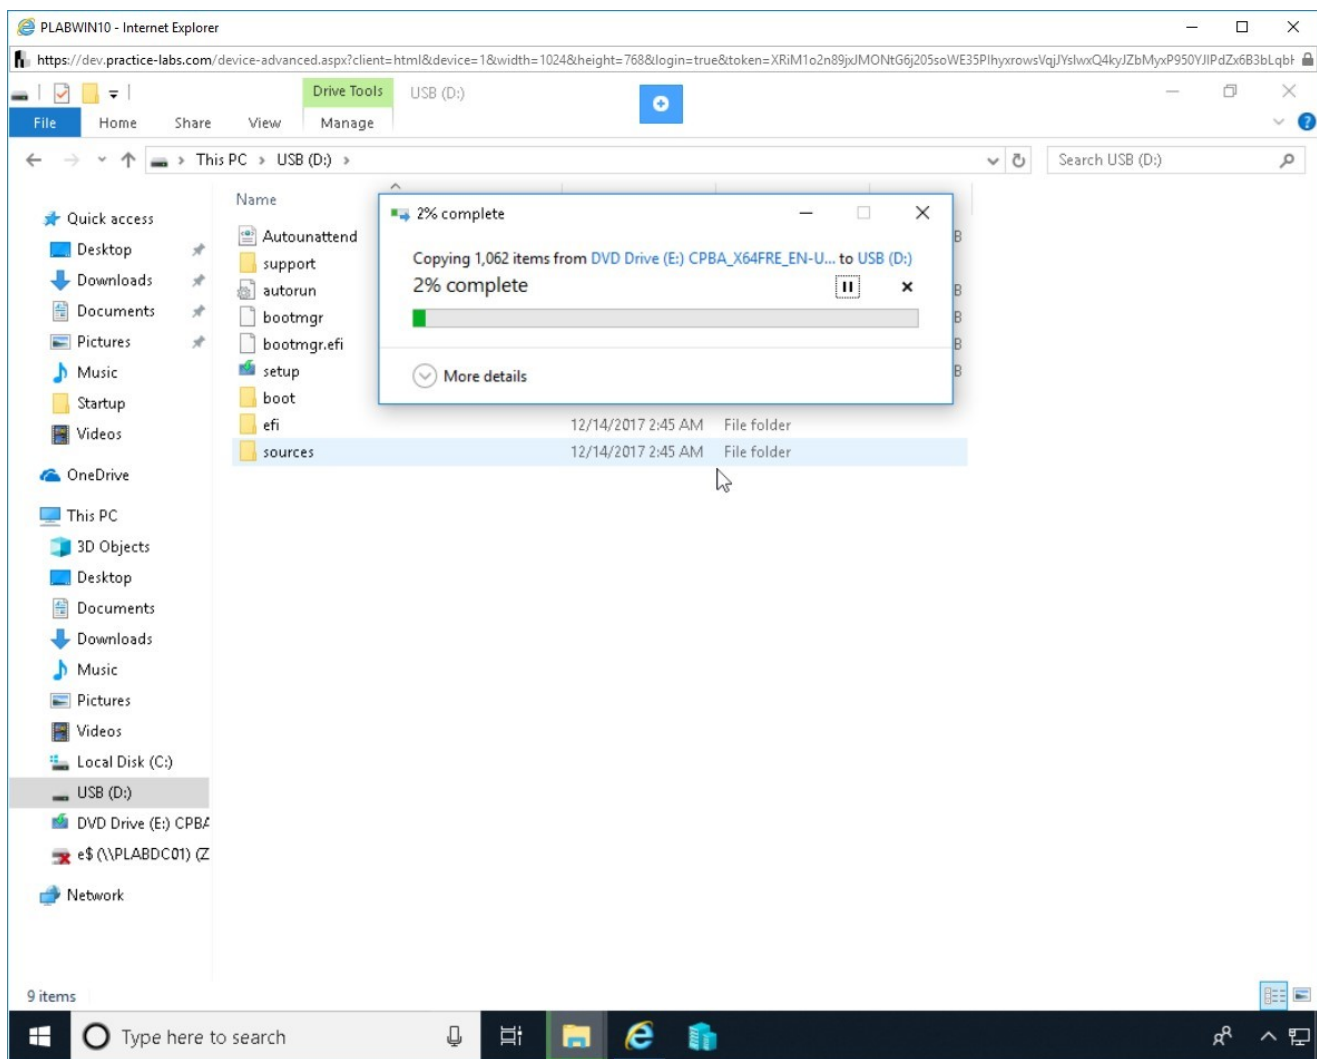 PLABWIN10 - Internet Explorer
https://dev.practice-labs.com/device-advanced.aspx?client=html&device=1&width=1024&height=768&login=true&token=XRiM1o2n89jxJMONtG6j205soWE35PIhyxrowsVqjJYslwxQ4kyJZbMyxP950YJIPdZx6B3bLqbH
Drive Tools USB (D:)
File Home Share View Manage
This PC > USB (D:) >
Search USB (D:)
Name
Quick access
Desktop
Downloads
Documents
Pictures
Music
Startup
Videos
OneDrive
This PC
3D Objects
Desktop
Documents
Downloads
Music
Pictures
Videos
Local Disk (C:)
USB (D:)
DVD Drive (E:) CPBA
e$ (\\PLABDC01) (Z
Network
Autounattend
support
autorun
bootmgr
bootmgr.efi
setup
boot
efi 12/14/2017 2:45 AM File folder
sources 12/14/2017 2:45 AM File folder
2% complete
Copying 1,062 items from DVD Drive (E:) CPBA_X64FRE_EN-U... to USB (D:)
2% complete
More details
B
B
B
B
B
9 items
Type here to search